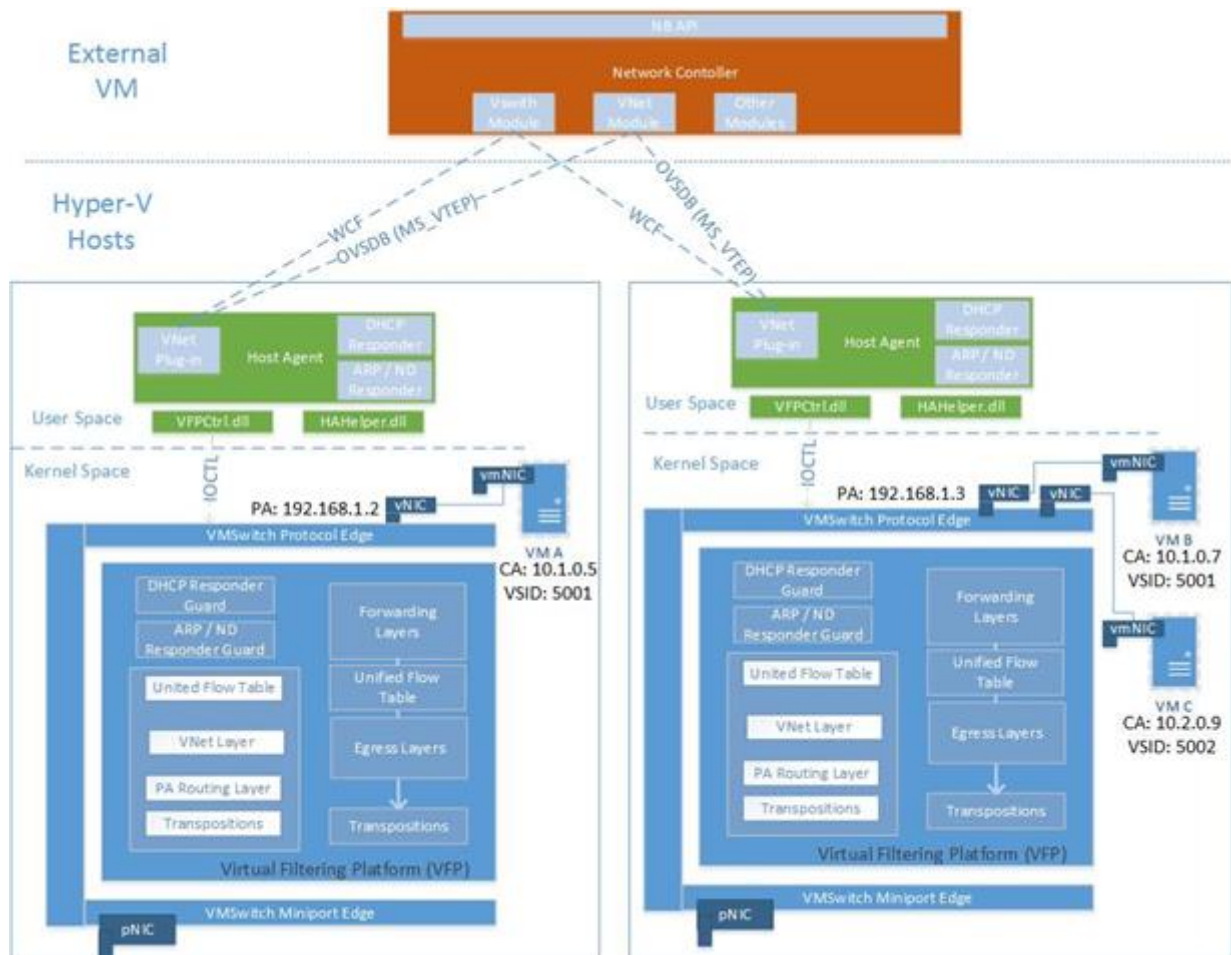 External
VM
NB API
Network Contoller
Vswith
Module
VNet
Module
Other
Modules
Hyper-V
Hosts
WCF
OVSDB (MS_VTEP)
WCF
OVSDB (MS_VTEP)
VNet
Plug-in
Host Agent
DHCP
Responder
ARP / ND
Responder
User Space
VFPCtrl.dll
HAHelper.dll
Kernel Space
IOCTL
PA: 192.168.1.2
vNIC
vmNIC
VM A
CA: 10.1.0.5
VSID: 5001
VMSwitch Protocol Edge
DHCP Responder
Guard
ARP / ND
Responder Guard
United Flow Table
VNet Layer
PA Routing Layer
Transpositions
Forwarding
Layers
Unified Flow
Table
Egress Layers
Transpositions
Virtual Filtering Platform (VFP)
VMSwitch Miniport Edge
pNIC
VNet
Plug-in
Host Agent
DHCP
Responder
ARP / ND
Responder
User Space
VFPCtrl.dll
HAHelper.dll
Kernel Space
IOCTL
PA: 192.168.1.3
vNIC
vNIC
vmNIC
VM B
CA: 10.1.0.7
VSID: 5001
vmNIC
VM C
CA: 10.2.0.9
VSID: 5002
VMSwitch Protocol Edge
DHCP Responder
Guard
ARP / ND
Responder Guard
United Flow Table
VNet Layer
PA Routing Layer
Transpositions
Forwarding
Layers
Unified Flow
Table
Egress Layers
Transpositions
Virtual Filtering Platform (VFP)
VMSwitch Miniport Edge
pNIC